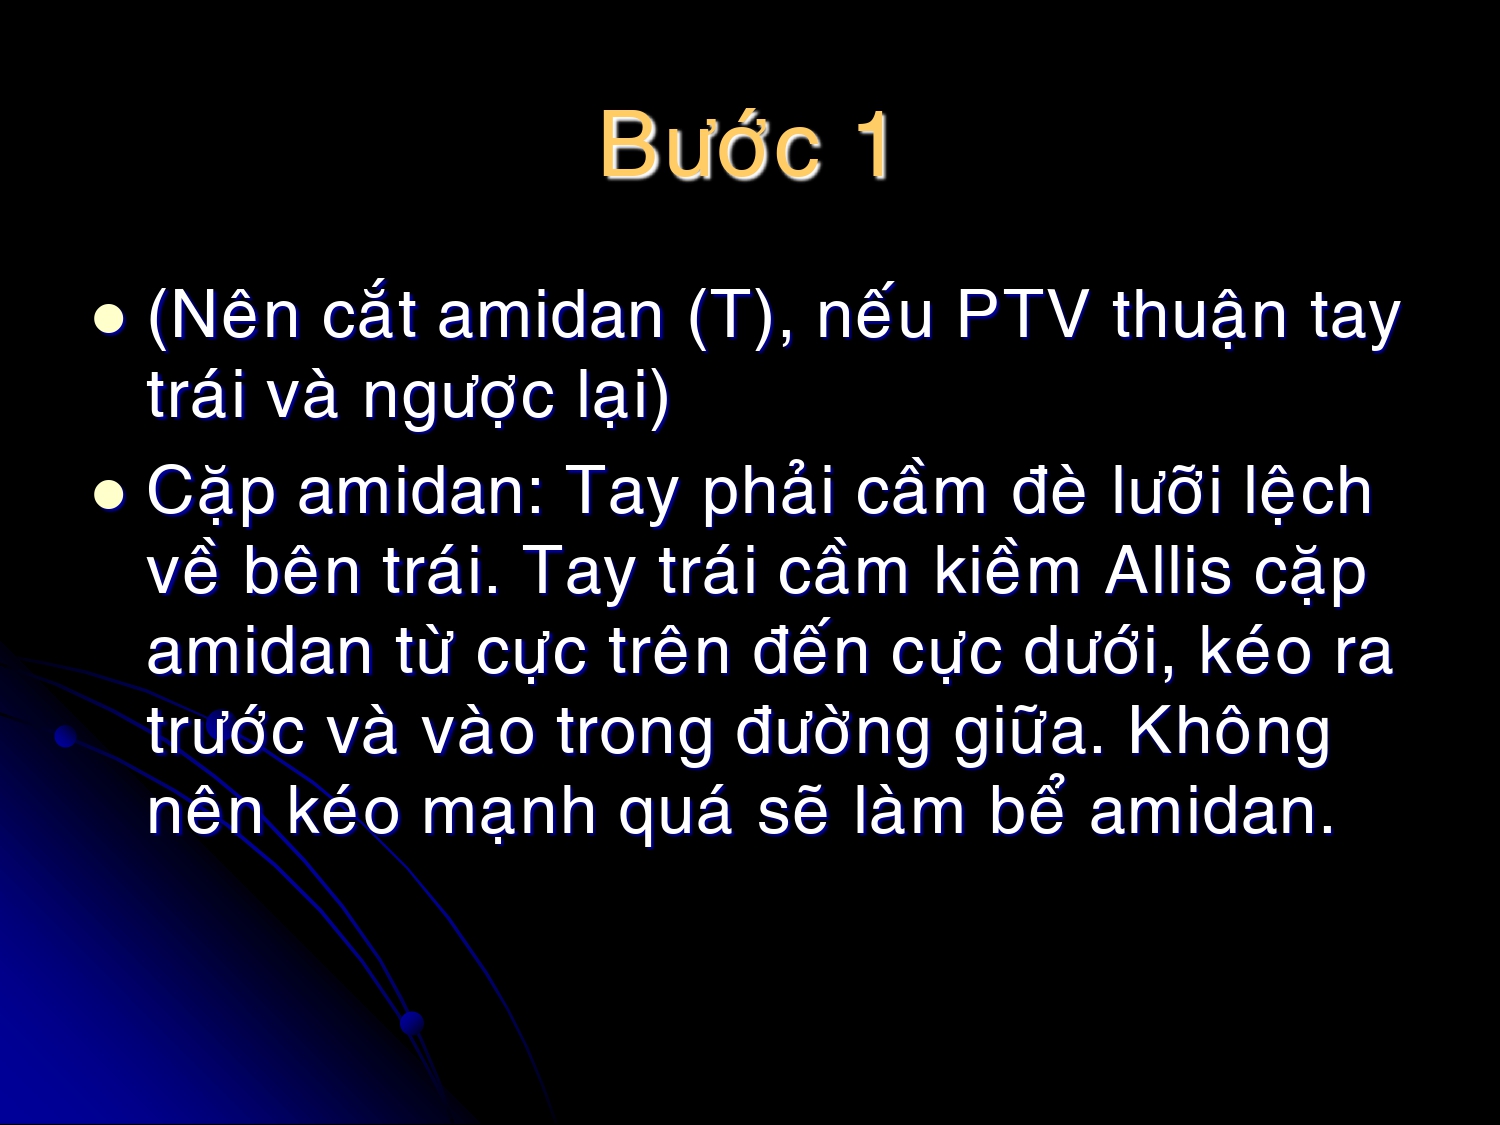 Bước 1
(Nên cắt amidan (T), nếu PTV thuận tay
trái và ngược lại)
Cặp amidan: Tay phải cầm đè lưỡi lệch
về bên trái. Tay trái cầm kiềm Allis cặp
amidan từ cực trên đến cực dưới, kéo ra
trước và vào trong đường giữa. Không
nên kéo mạnh quá sẽ làm bể amidan.